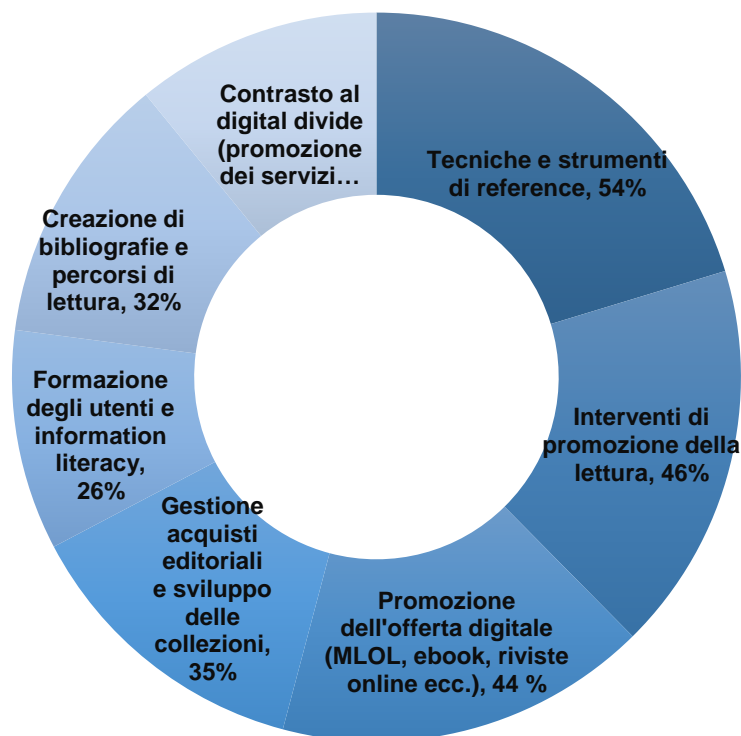 Tecniche e strumenti
di reference, 54%
Interventi di
promozione della
lettura, 46%
Promozione
dell'offerta digitale
(MLOL, ebook, riviste
online ecc.), 44 %
Gestione
acquisti
editoriali
e sviluppo
delle
collezioni,
35%
Formazione
degli utenti e
information
literacy,
26%
Creazione di
bibliografie e
percorsi di
lettura, 32%
Contrasto al
digital divide
(promozione
dei servizi…